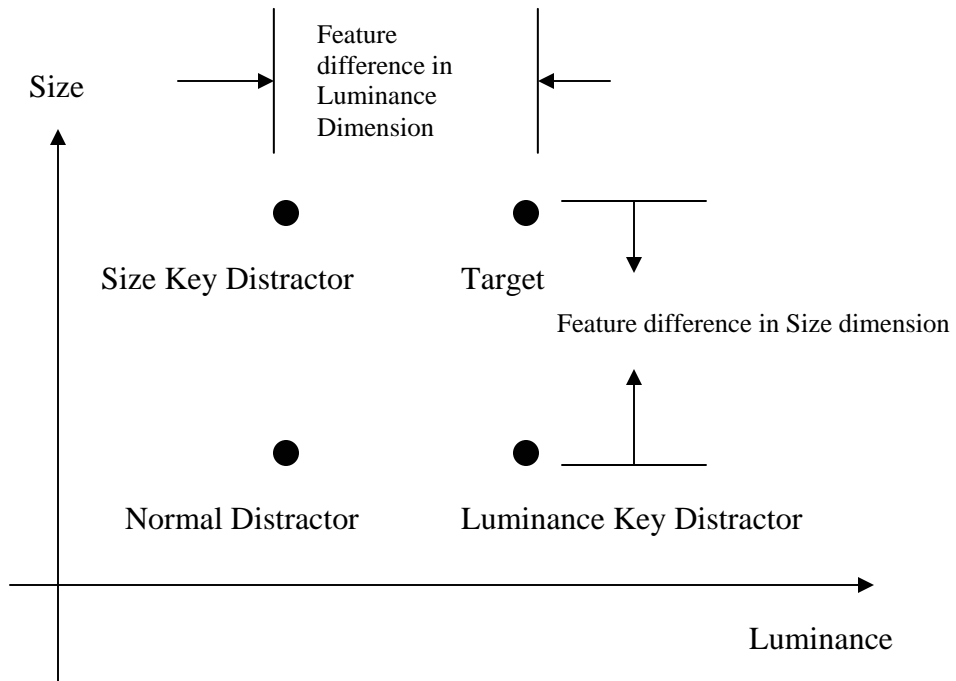 Feature
difference in
Luminance
Dimension
Size
Size Key Distractor
Target
Feature difference in Size dimension
Normal Distractor
Luminance Key Distractor
Luminance